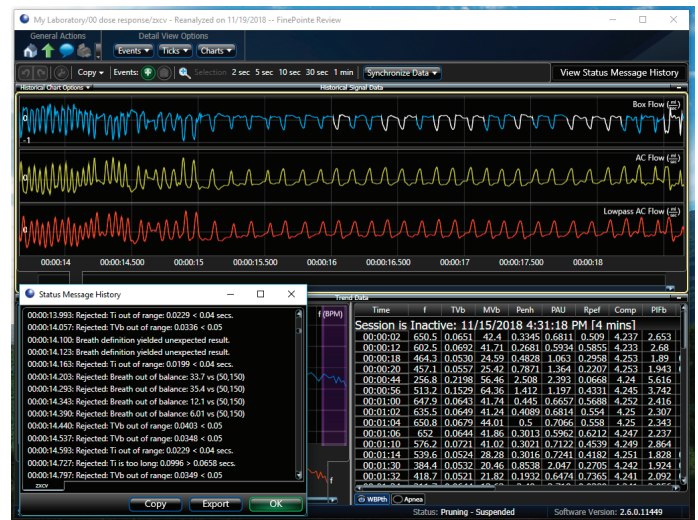 My Laboratory/00 dose response/zxcv - Reanalyzed on 11/19/2018 -- FinePointe Review
General Actions
Detail View Options
Events
Ticks
Charts
Copy
Events:
Selection 2 sec 5 sec 10 sec 30 sec 1 min
Synchronize Data
View Status Message History
Historical Chart Options
Historical Signal Data
Box Flow
0
-1
AC Flow
0
Lowpass AC Flow
0
00:00:14 00:00:14.500 00:00:15 00:00:15.500 00:00:16 00:00:16.500 00:00:17 00:00:17.500 00:00:18
Trend Data
Status Message History
00:00:13.993: Rejected: Ti out of range: 0.0229 < 0.04 secs.
00:00:14.057: Rejected: TVb out of range: 0.0336 < 0.05
00:00:14.100: Breath definition yielded unexpected result.
00:00:14.123: Breath definition yielded unexpected result.
00:00:14.163: Rejected: Ti out of range: 0.0199 < 0.04 secs.
00:00:14.203: Rejected: Breath out of balance: 33.7 vs (50,150)
00:00:14.293: Rejected: Breath out of balance: 35.4 vs (50,150)
00:00:14.343: Rejected: Breath out of balance: 12.1 vs (50,150)
00:00:14.390: Rejected: Breath out of balance: 6.01 vs (50,150)
00:00:14.440: Rejected: TVb out of range: 0.0403 < 0.05
00:00:14.537: Rejected: TVb out of range: 0.0348 < 0.05
00:00:14.593: Rejected: Ti out of range: 0.0229 < 0.04 secs.
00:00:14.727: Rejected: Ti is too long: 0.0996 > 0.0658 secs.
00:00:14.797: Rejected: TVb out of range: 0.0349 < 0.05
zxcv
Copy
Export
OK
f (BPM)
f
Time f TVb MVb Penh PAU Rpef Comp PIFb
Session is Inactive: 11/15/2018 4:31:18 PM [4 mins]
00:00:02 650.5 0.0651 42.4 0.3345 0.6811 0.509 4.237 2.653
00:00:12 602.5 0.0692 41.71 0.2681 0.5934 0.5855 4.233 2.68
00:00:18 464.3 0.0530 24.59 0.4828 1.063 0.2958 4.253 1.89
00:00:20 457.1 0.0557 25.42 0.7871 1.364 0.2207 4.253 1.943
00:00:44 256.8 0.2198 56.46 2.508 2.393 0.0668 4.24 5.616
00:00:56 513.2 0.1529 64.36 1.412 1.197 0.4331 4.245 3.742
00:01:00 647.9 0.0643 41.74 0.445 0.6657 0.5688 4.252 2.416
00:01:02 635.5 0.0649 41.24 0.4089 0.6814 0.554 4.25 2.307
00:01:04 650.8 0.0679 44.01 0.5 0.7066 0.558 4.25 2.343
00:01:06 652 0.0644 41.86 0.3013 0.5962 0.6212 4.247 2.237
00:01:10 576.2 0.0721 41.02 0.3021 0.7122 0.4539 4.249 2.864
00:01:14 539.6 0.0524 28.28 0.3016 0.7241 0.4182 4.251 1.828
00:01:30 384.4 0.0532 20.46 0.8538 2.047 0.2705 4.242 1.924
00:01:32 418.7 0.0521 21.82 0.1932 0.6474 0.7365 4.241 2.092
WBPth
Apnea
Status: Pruning - Suspended
Software Version: 2.6.0.11449